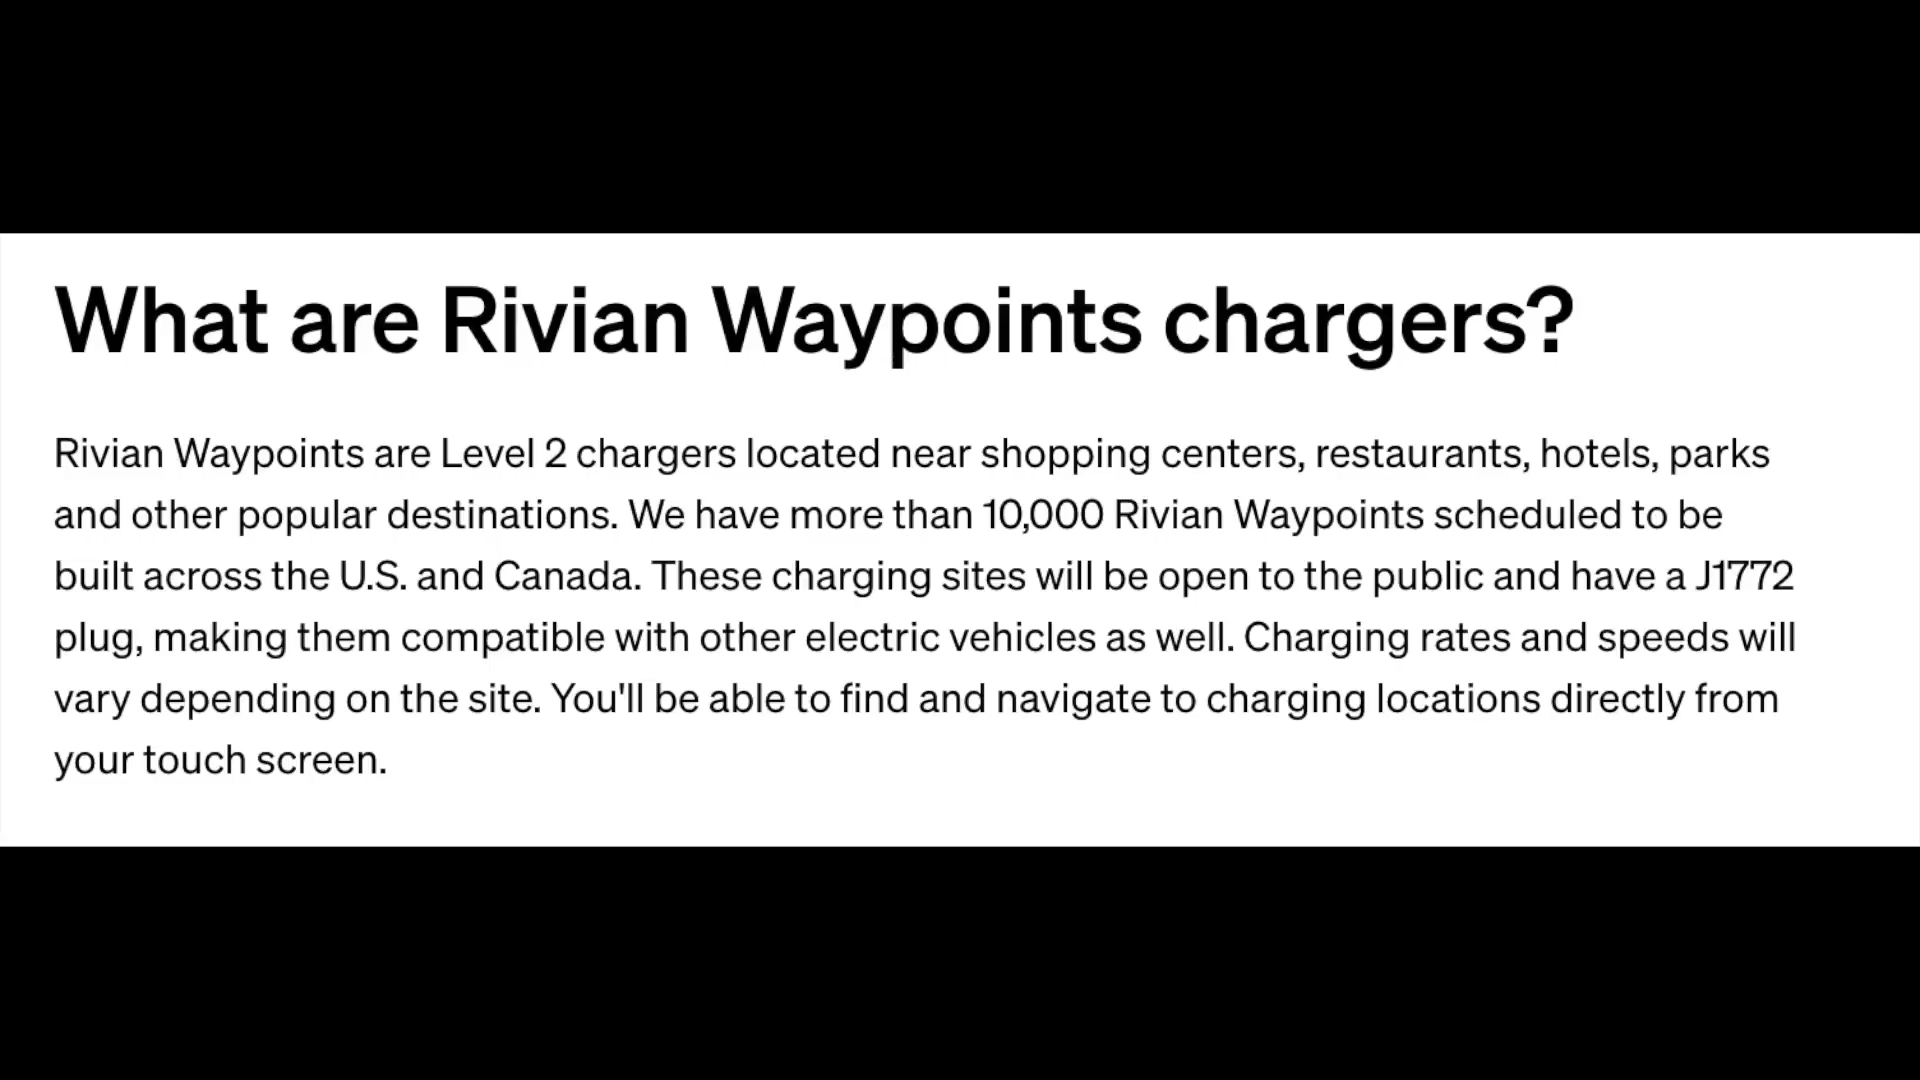 What are Rivian Waypoints chargers?
Rivian Waypoints are Level 2 chargers located near shopping centers, restaurants, hotels, parks
and other popular destinations. We have more than 10,000 Rivian Waypoints scheduled to be
built across the U.S. and Canada. These charging sites will be open to the public and have a J1772
plug, making them compatible with other electric vehicles as well. Charging rates and speeds will
vary depending on the site. You'll be able to find and navigate to charging locations directly from
your touch screen.